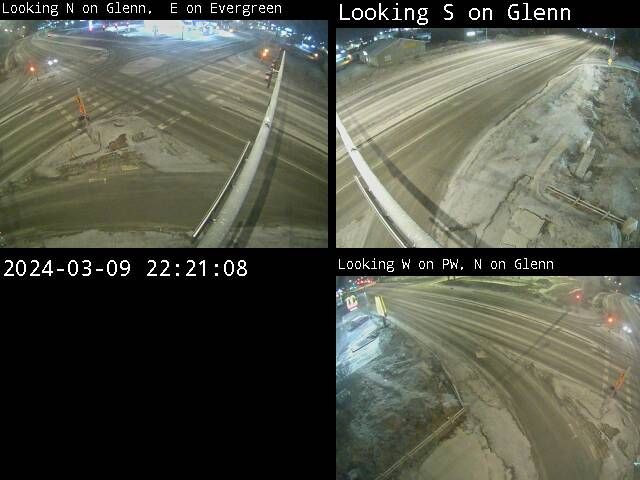 Looking N on Glenn,  E on Evergreen
Looking S on Glenn
2024-03-09 22:21:08
Looking W on PW, N on Glenn